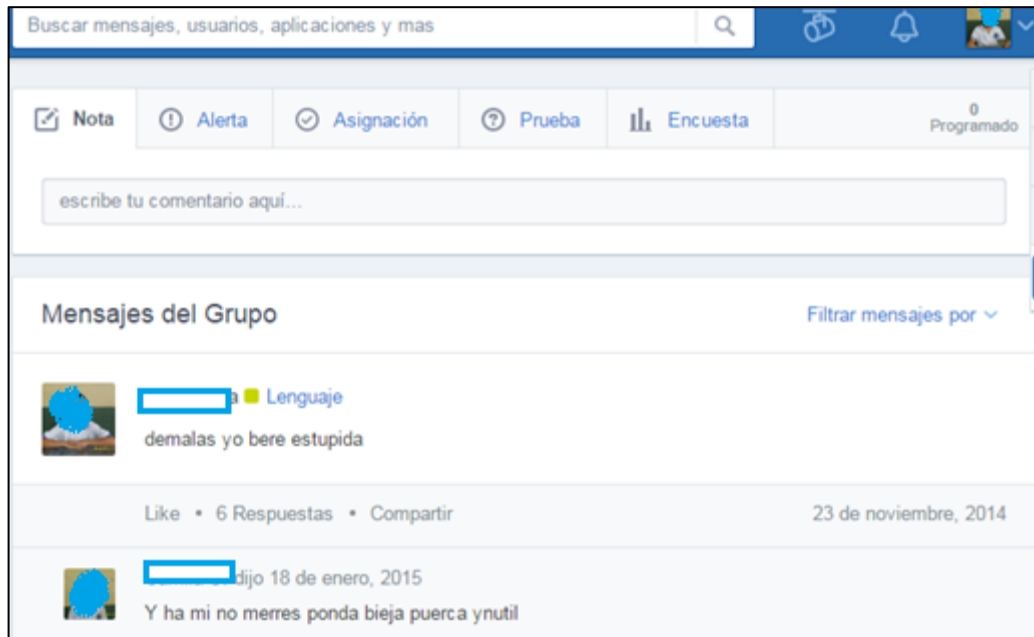 Buscar mensajes, usuarios, aplicaciones y mas
Nota Alerta Asignación Prueba Encuesta 0 Programado
escribe tu comentario aquí...
Mensajes del Grupo Filtrar mensajes por
a Lenguaje
demalas yo bere estupida
Like • 6 Respuestas • Compartir 23 de noviembre, 2014
dijo 18 de enero, 2015
Y ha mi no merres ponda bieja puerca ynutil